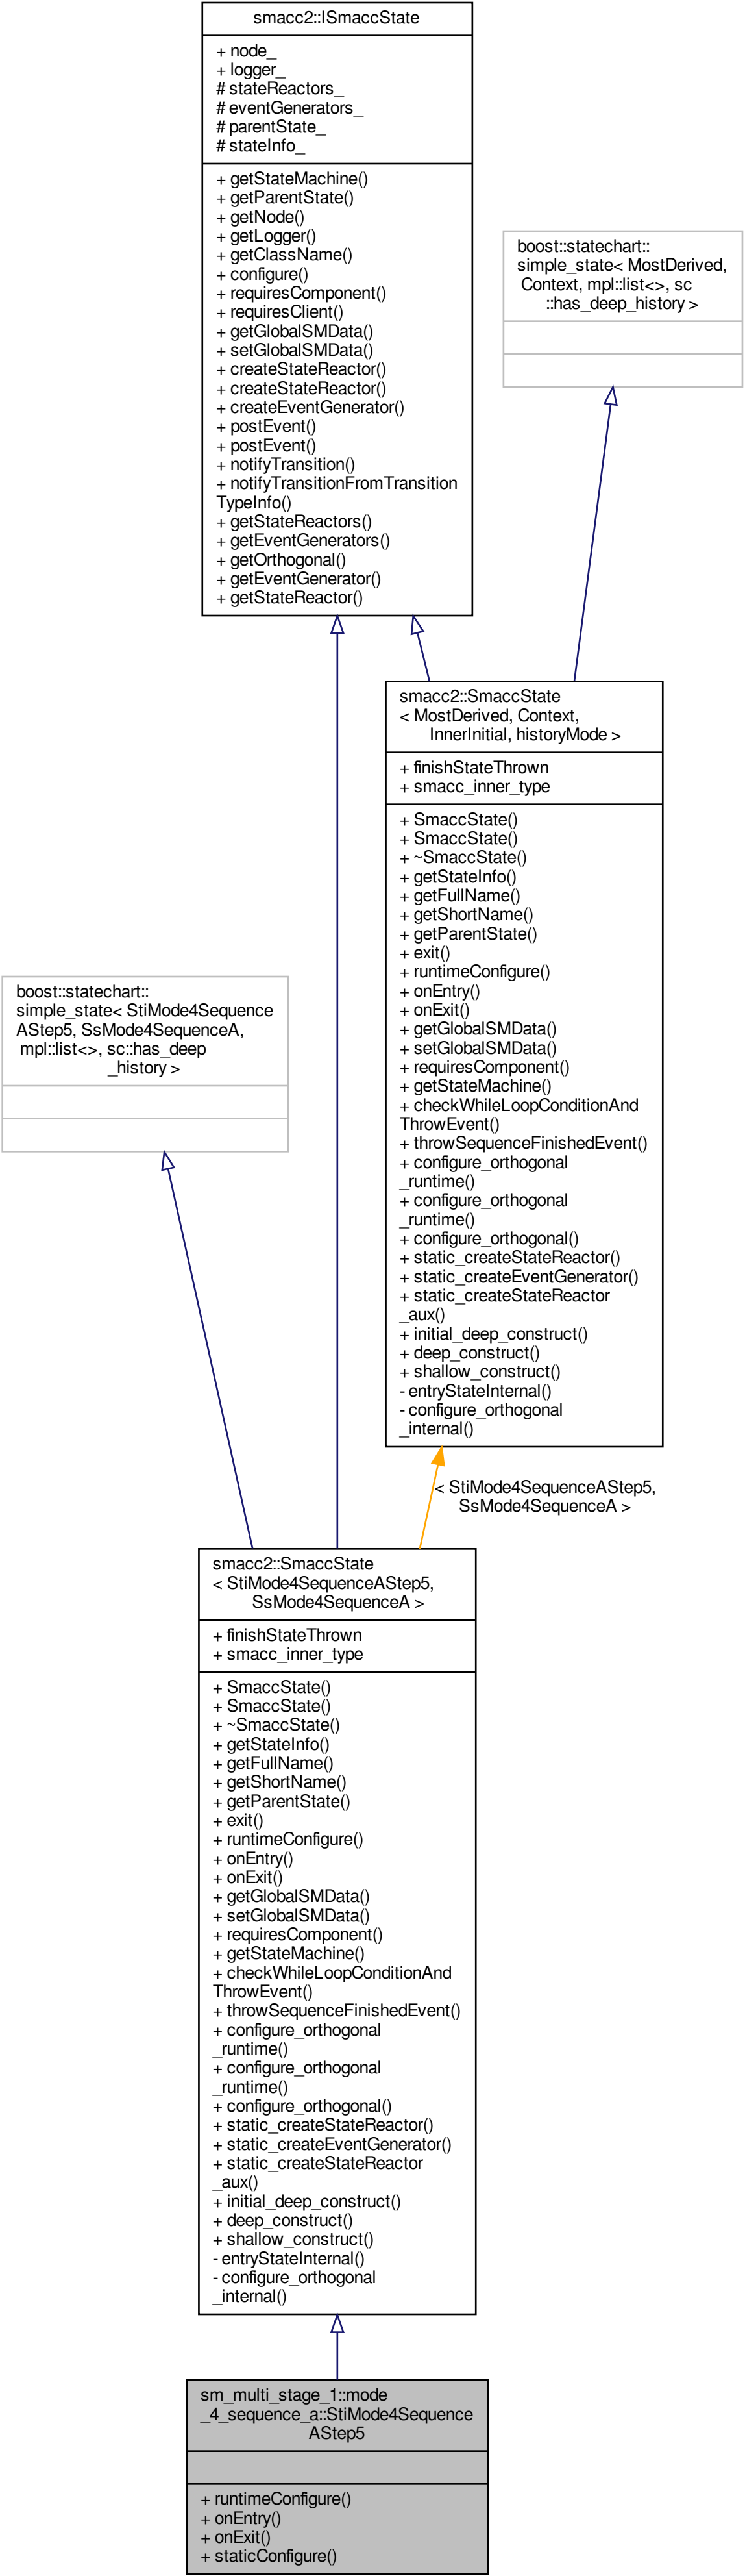 smacc2::ISmaccState
+ node_
+ logger_
# stateReactors_
# eventGenerators_
# parentState_
# stateInfo_
+ getStateMachine()
+ getParentState()
+ getNode()
+ getLogger()
+ getClassName()
+ configure()
+ requiresComponent()
+ requiresClient()
+ getGlobalSMData()
+ setGlobalSMData()
+ createStateReactor()
+ createStateReactor()
+ createEventGenerator()
+ postEvent()
+ postEvent()
+ notifyTransition()
+ notifyTransitionFromTransition
TypeInfo()
+ getStateReactors()
+ getEventGenerators()
+ getOrthogonal()
+ getEventGenerator()
+ getStateReactor()
boost::statechart::
simple_state< MostDerived,
Context, mpl::list<>, sc
::has_deep_history >
smacc2::SmaccState
< MostDerived, Context,
InnerInitial, historyMode >
+ finishStateThrown
+ smacc_inner_type
+ SmaccState()
+ SmaccState()
+ ~SmaccState()
+ getStateInfo()
+ getFullName()
+ getShortName()
+ getParentState()
+ exit()
+ runtimeConfigure()
+ onEntry()
+ onExit()
+ getGlobalSMData()
+ setGlobalSMData()
+ requiresComponent()
+ getStateMachine()
+ checkWhileLoopConditionAnd
ThrowEvent()
+ throwSequenceFinishedEvent()
+ configure_orthogonal
_runtime()
+ configure_orthogonal
_runtime()
+ configure_orthogonal()
+ static_createStateReactor()
+ static_createEventGenerator()
+ static_createStateReactor
_aux()
+ initial_deep_construct()
+ deep_construct()
+ shallow_construct()
- entryStateInternal()
- configure_orthogonal
_internal()
boost::statechart::
simple_state< StiMode4Sequence
AStep5, SsMode4SequenceA,
mpl::list<>, sc::has_deep
_history >
< StiMode4SequenceAStep5,
SsMode4SequenceA >
smacc2::SmaccState
< StiMode4SequenceAStep5,
SsMode4SequenceA >
+ finishStateThrown
+ smacc_inner_type
+ SmaccState()
+ SmaccState()
+ ~SmaccState()
+ getStateInfo()
+ getFullName()
+ getShortName()
+ getParentState()
+ exit()
+ runtimeConfigure()
+ onEntry()
+ onExit()
+ getGlobalSMData()
+ setGlobalSMData()
+ requiresComponent()
+ getStateMachine()
+ checkWhileLoopConditionAnd
ThrowEvent()
+ throwSequenceFinishedEvent()
+ configure_orthogonal
_runtime()
+ configure_orthogonal
_runtime()
+ configure_orthogonal()
+ static_createStateReactor()
+ static_createEventGenerator()
+ static_createStateReactor
_aux()
+ initial_deep_construct()
+ deep_construct()
+ shallow_construct()
- entryStateInternal()
- configure_orthogonal
_internal()
sm_multi_stage_1::mode
_4_sequence_a::StiMode4Sequence
AStep5
+ runtimeConfigure()
+ onEntry()
+ onExit()
+ staticConfigure()